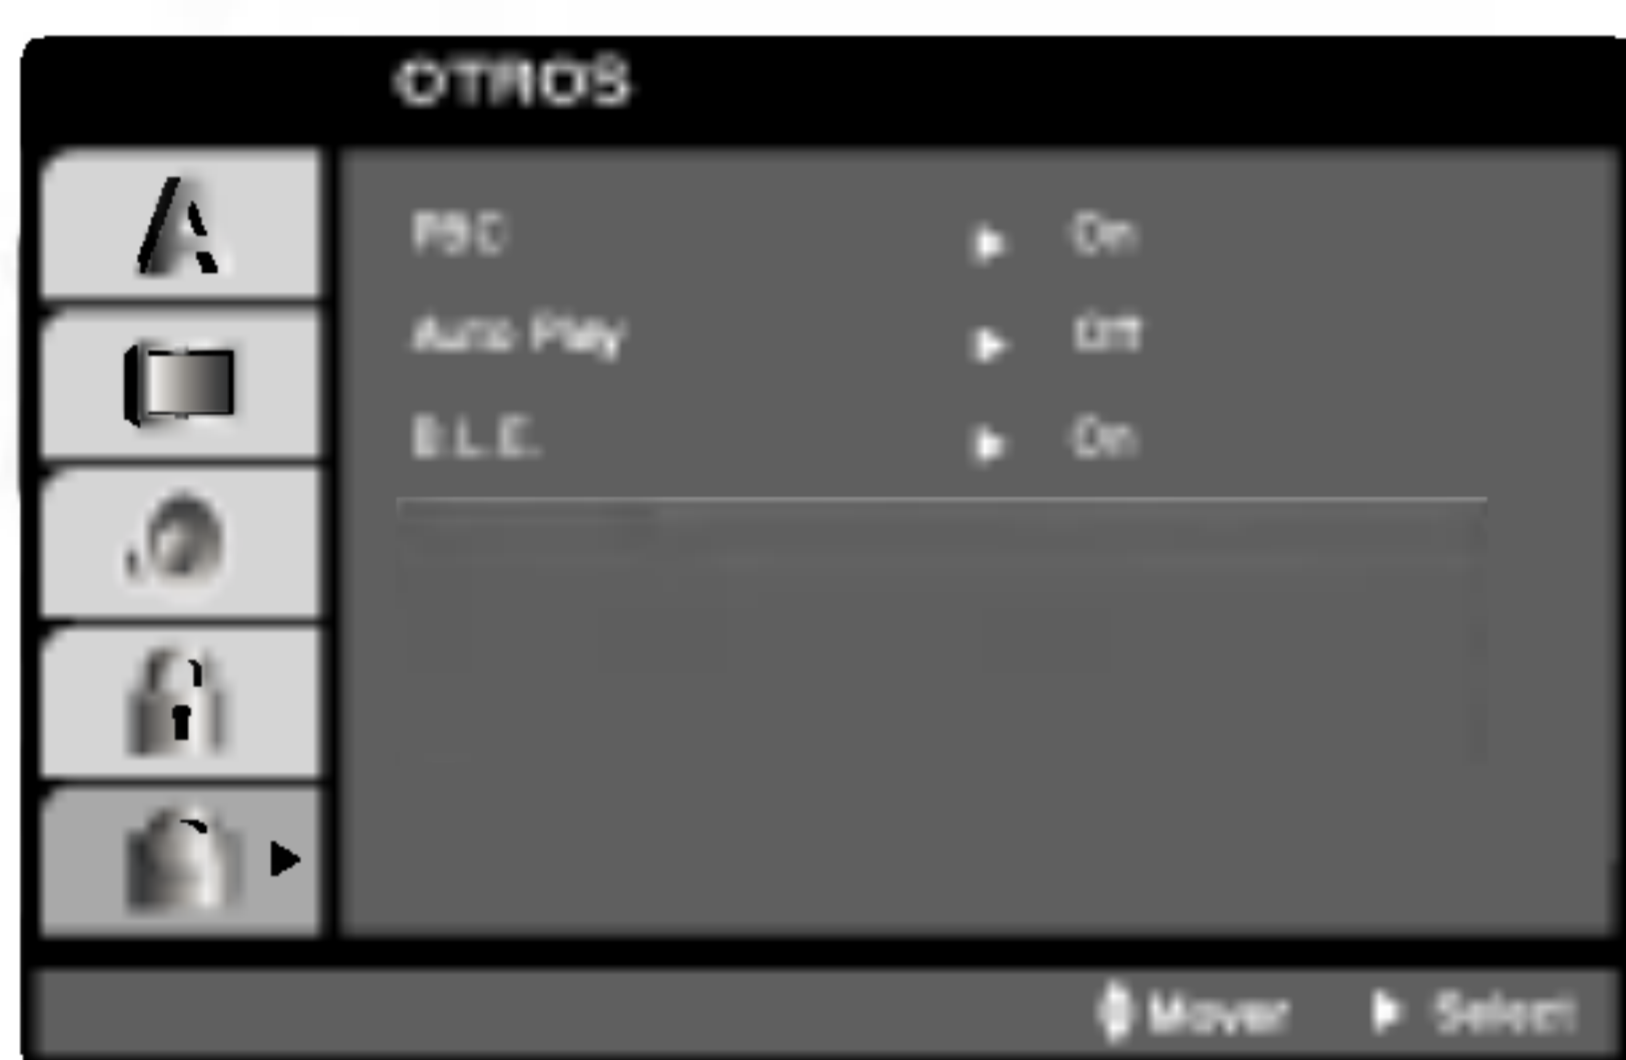 OTROS
PBC On
Auto Play Off
B.L.E. On
Mover Select